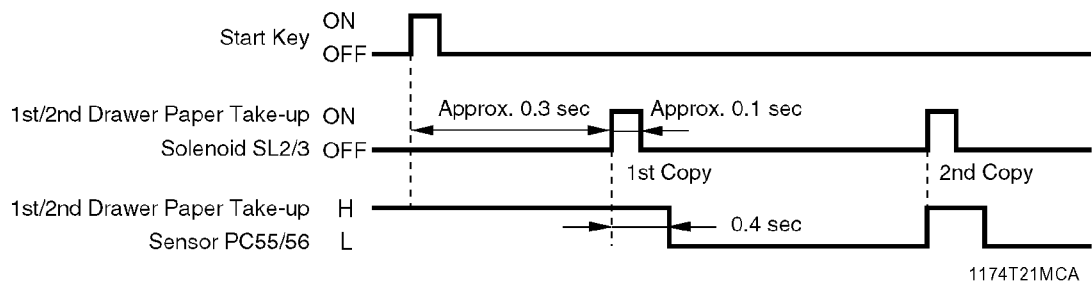 Start Key ON
OFF
1st/2nd Drawer Paper Take-up ON
Solenoid SL2/3 OFF
Approx. 0.3 sec
Approx. 0.1 sec
1st Copy
2nd Copy
1st/2nd Drawer Paper Take-up H
Sensor PC55/56 L
0.4 sec
1174T21MCA